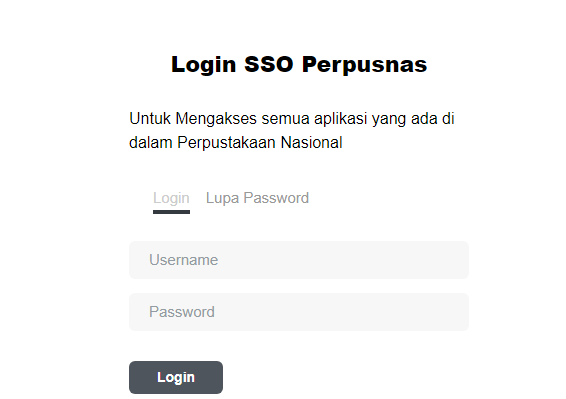 Login SSO Perpusnas
Untuk Mengakses semua aplikasi yang ada di
dalam Perpustakaan Nasional
Login Lupa Password
Username
Password
Login